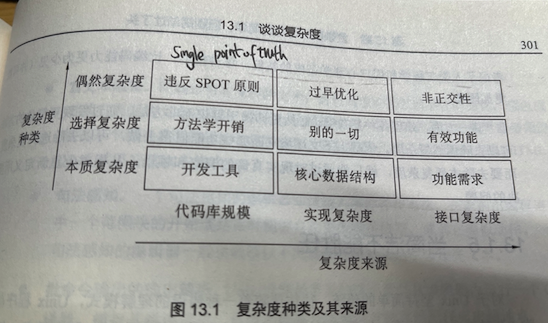 13.1 谈谈复杂度
301
Single point of truth
偶然复杂度 违反 SPOT 原则 过早优化 非正交性
复杂度
种类
选择复杂度 方法学开销 别的一切 有效功能
本质复杂度 开发工具 核心数据结构 功能需求
代码库规模 实现复杂度 接口复杂度
复杂度来源
图 13.1 复杂度种类及其来源